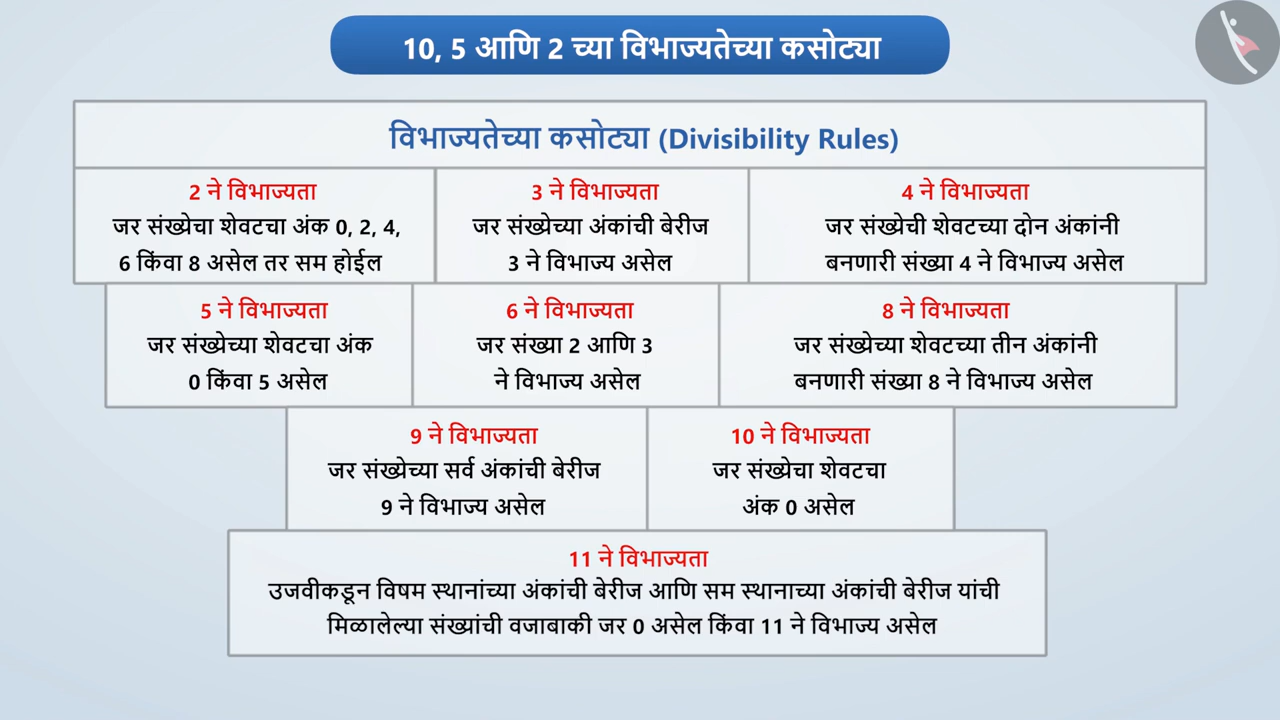 10, 5 आणि 2 च्या विभाज्यतेच्या कसोट्या
विभाज्यतेच्या कसोट्या (Divisibility Rules)
2 ने विभाज्यता
जर संख्येचा शेवटचा अंक 0, 2, 4,
6 किंवा 8 असेल तर सम होईल
3 ने विभाज्यता
जर संख्येच्या अंकांची बेरीज
3 ने विभाज्य असेल
4 ने विभाज्यता
जर संख्येची शेवटच्या दोन अंकांनी
बनणारी संख्या 4 ने विभाज्य असेल
5 ने विभाज्यता
जर संख्येच्या शेवटचा अंक
0 किंवा 5 असेल
6 ने विभाज्यता
जर संख्या 2 आणि 3
ने विभाज्य असेल
8 ने विभाज्यता
जर संख्येच्या शेवटच्या तीन अंकांनी
बनणारी संख्या 8 ने विभाज्य असेल
9 ने विभाज्यता
जर संख्येच्या सर्व अंकांची बेरीज
9 ने विभाज्य असेल
10 ने विभाज्यता
जर संख्येचा शेवटचा
अंक 0 असेल
11 ने विभाज्यता
उजवीकडून विषम स्थानांच्या अंकांची बेरीज आणि सम स्थानाच्या अंकांची बेरीज यांची
मिळालेल्या संख्यांची वजाबाकी जर 0 असेल किंवा 11 ने विभाज्य असेल